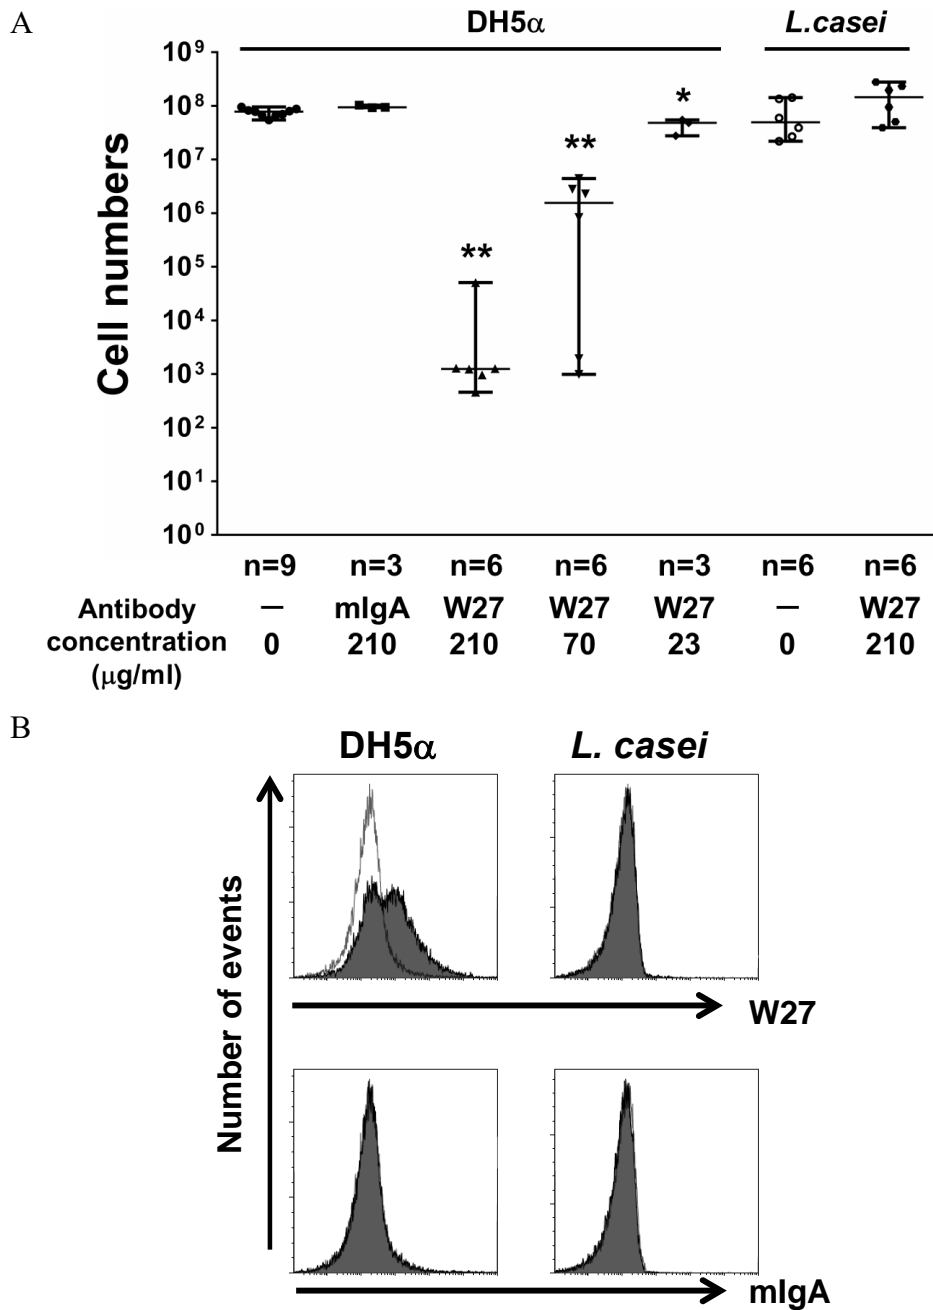 A
DH5α L.casei
10⁹
10⁸
10⁷
10⁶
10⁵
10⁴
10³
10²
10¹
10⁰
Cell numbers
** ** *
n=9 n=3 n=6 n=6 n=3 n=6 n=6
Antibody — mIgA W27 W27 W27 — W27
concentration 0 210 210 70 23 0 210
(μg/ml)
B
DH5α L. casei
Number of events
W27
mIgA